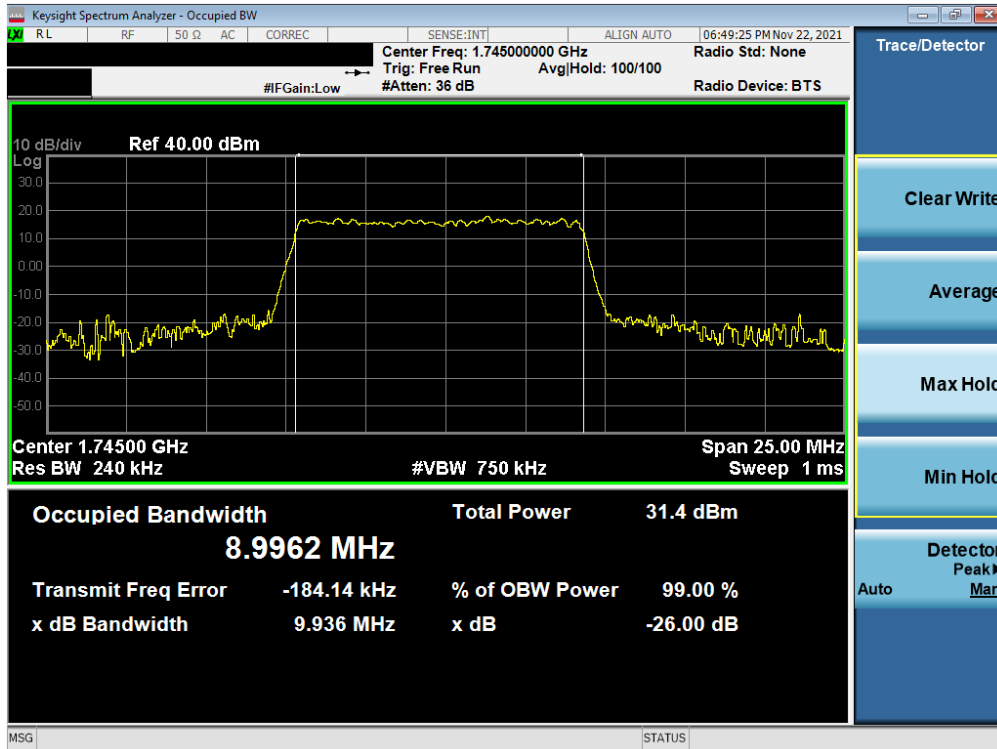 Keysight Spectrum Analyzer - Occupied BW
LXI RL RF 50 Ω AC CORREC SENSE:INT ALIGN AUTO 06:49:25 PM Nov 22, 2021
Center Freq: 1.745000000 GHz Radio Std: None
Trig: Free Run Avg|Hold: 100/100
#IFGain:Low #Atten: 36 dB Radio Device: BTS
10 dB/div Ref 40.00 dBm
Log
30.0
20.0
10.0
0.00
-10.0
-20.0
-30.0
-40.0
-50.0
Center 1.74500 GHz Span 25.00 MHz
Res BW 240 kHz #VBW 750 kHz Sweep 1 ms
Occupied Bandwidth Total Power 31.4 dBm
8.9962 MHz
Transmit Freq Error -184.14 kHz % of OBW Power 99.00 %
x dB Bandwidth 9.936 MHz x dB -26.00 dB
Trace/Detector
Clear Write
Average
Max Hold
Min Hold
Detector
Peak▶
Auto Man
MSG STATUS